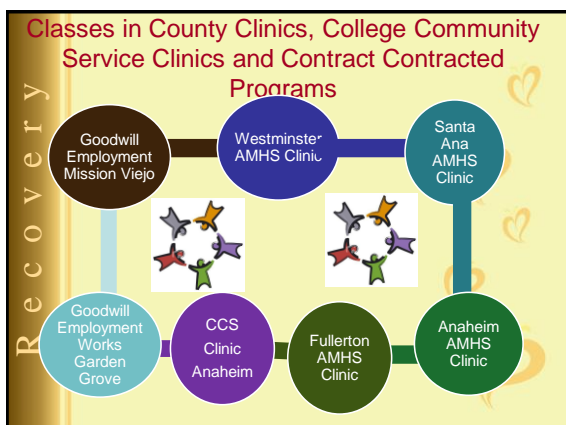 Classes in County Clinics, College Community
Service Clinics and Contract Contracted
Programs
Recovery
Goodwill
Employment
Mission Viejo
Westminster
AMHS Clinic
Santa
Ana
AMHS
Clinic
Goodwill
Employment
Works
Garden
Grove
CCS
Clinic
Anaheim
Fullerton
AMHS
Clinic
Anaheim
AMHS
Clinic